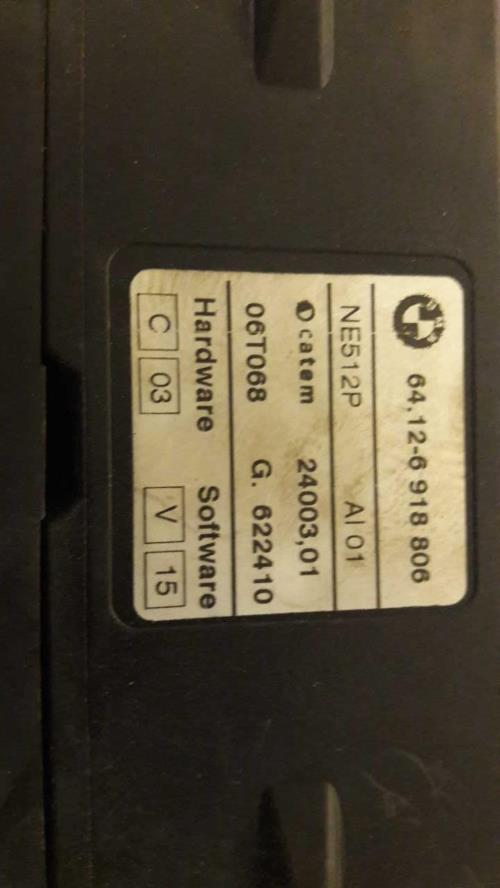 64.12-6 918 806
NE512P AI 01
catem 24003,01
06T068 G. 622410
Hardware Software
C 03 V 15